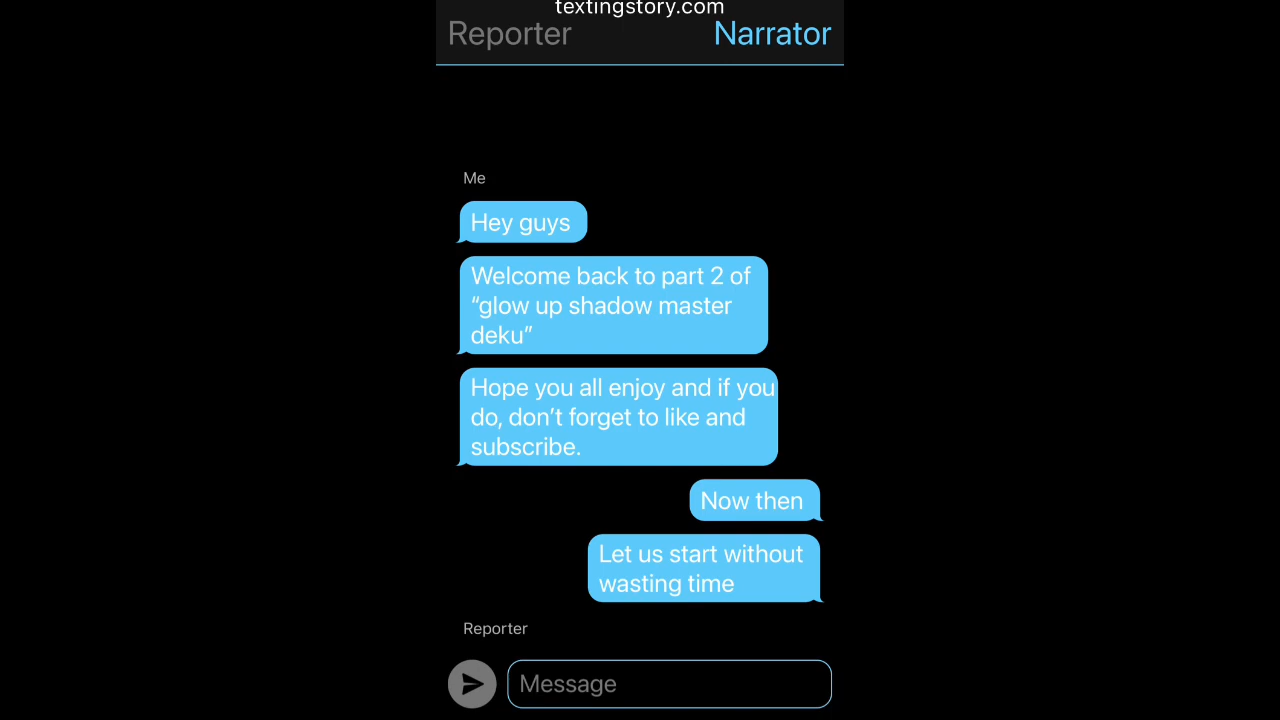 textingstory.com
Reporter Narrator
Me
Hey guys
Welcome back to part 2 of
“glow up shadow master
deku”
Hope you all enjoy and if you
do, don’t forget to like and
subscribe.
Now then
Let us start without
wasting time
Reporter
Message